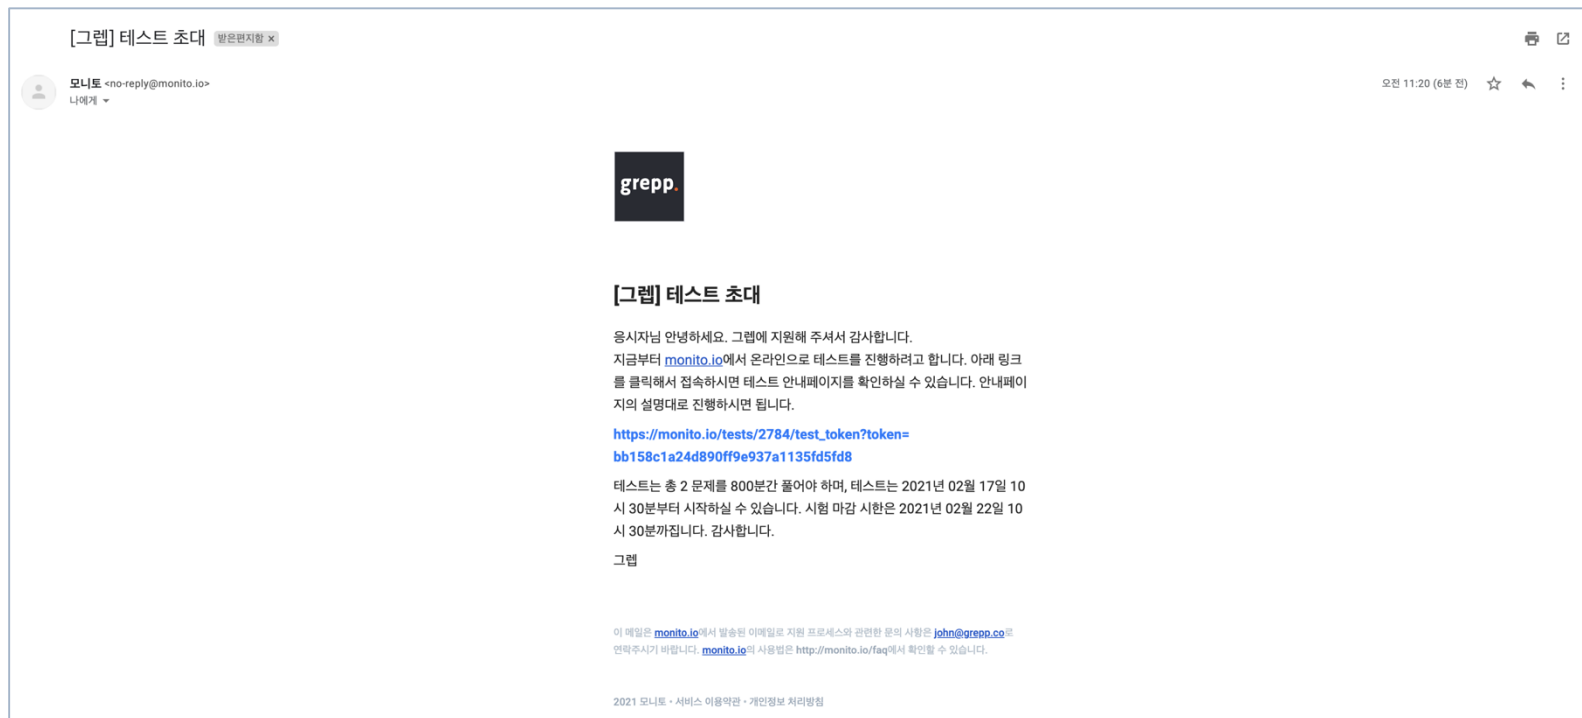 [그렙] 테스트 초대 받은편지함 x
모니토 <no-reply@monito.io>
오전 11:20 (6분 전)
나에게
grepp.
[그렙] 테스트 초대
응시자님 안녕하세요. 그렙에 지원해 주셔서 감사합니다.
지금부터 monito.io에서 온라인으로 테스트를 진행하려고 합니다. 아래 링크
를 클릭해서 접속하시면 테스트 안내페이지를 확인하실 수 있습니다. 안내페이
지의 설명대로 진행하시면 됩니다.
https://monito.io/tests/2784/test_token?token=
bb158c1a24d890ff9e937a1135fd5fd8
테스트는 총 2 문제를 800분간 풀어야 하며, 테스트는 2021년 02월 17일 10
시 30분부터 시작하실 수 있습니다. 시험 마감 시한은 2021년 02월 22일 10
시 30분까집니다. 감사합니다.
그렙
이 메일은 monito.io에서 발송된 이메일로 지원 프로세스와 관련한 문의 사항은 john@grepp.co로
연락주시기 바랍니다. monito.io의 사용법은 http://monito.io/faq에서 확인할 수 있습니다.
2021 모니토 • 서비스 이용약관 • 개인정보 처리방침